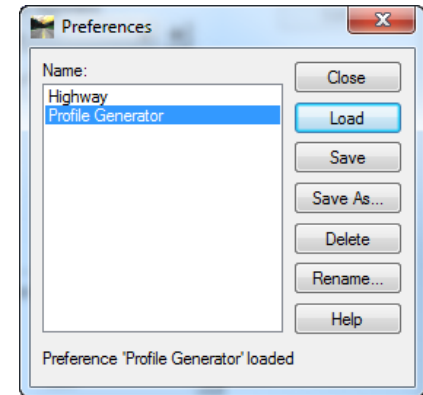 Preferences
Name:
Highway
Profile Generator
Close
Load
Save
Save As...
Delete
Rename...
Help
Preference 'Profile Generator' loaded